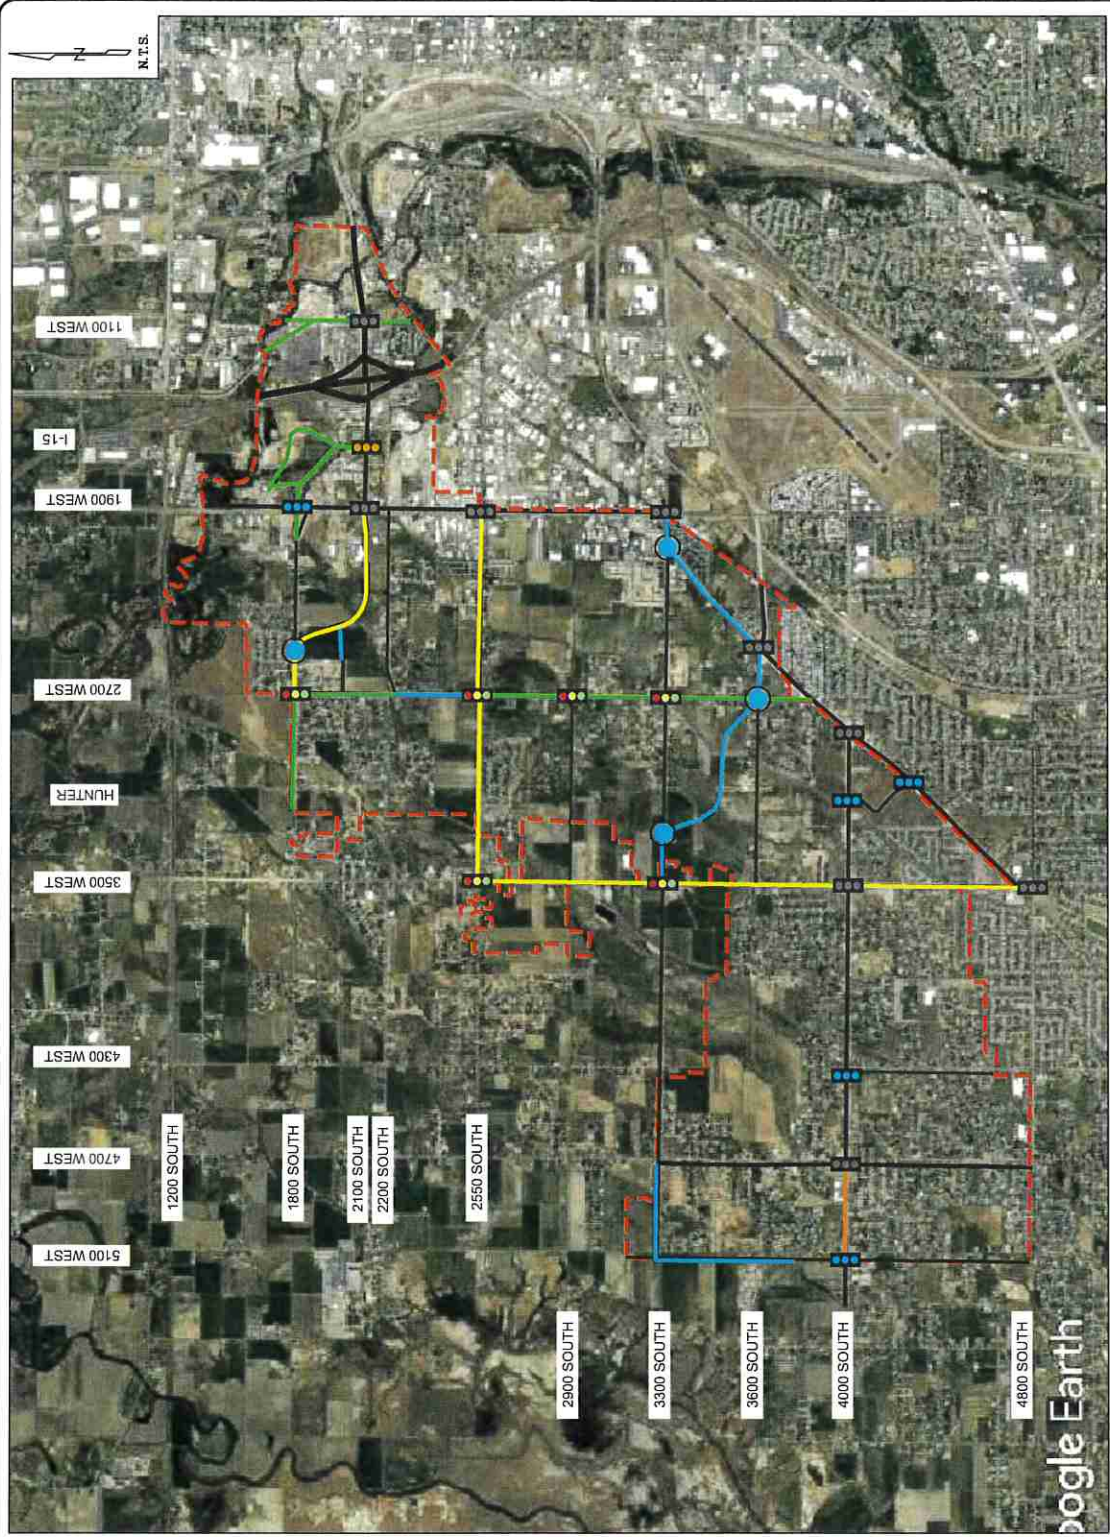 N
N.T.S.
1100 WEST
I-15
1900 WEST
2700 WEST
HUNTER
3500 WEST
4300 WEST
4700 WEST
5100 WEST
1200 SOUTH
1800 SOUTH
2100 SOUTH
2200 SOUTH
2550 SOUTH
2900 SOUTH
3300 SOUTH
3600 SOUTH
4000 SOUTH
4800 SOUTH
oogle Earth